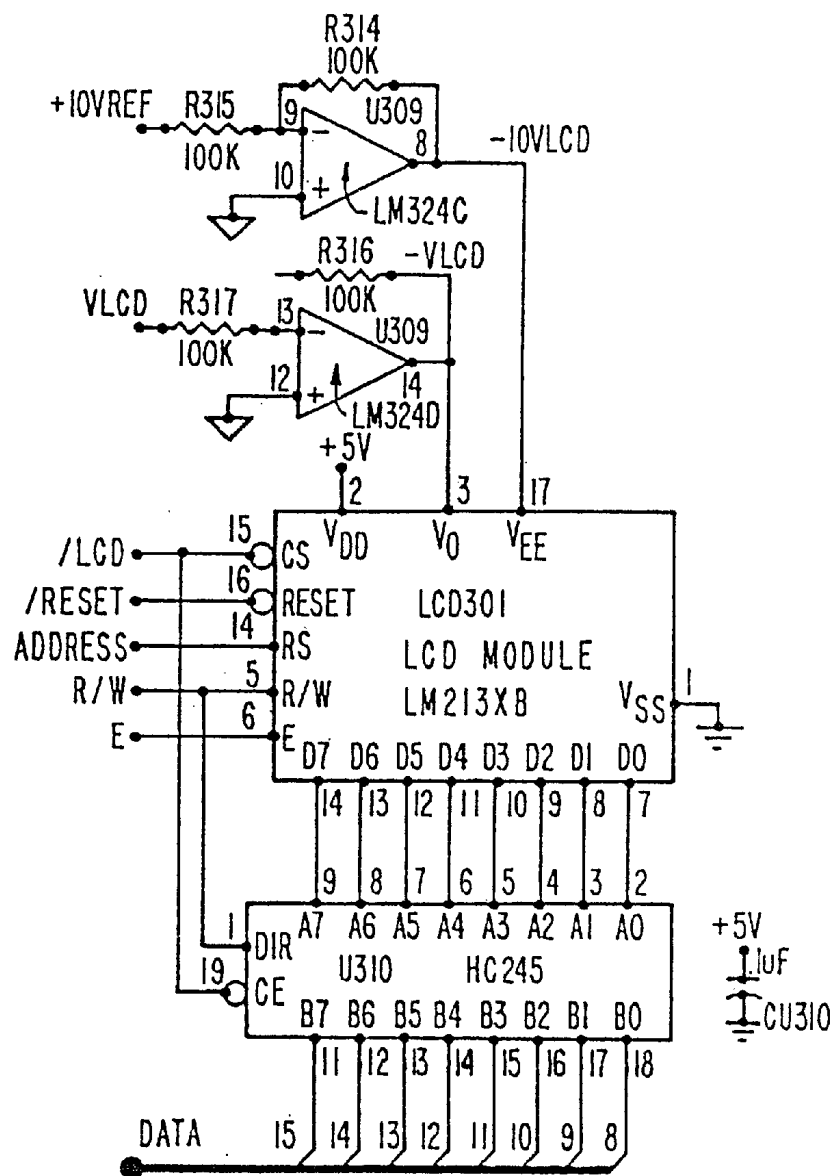 R314
100K
+10VREF
R315
100K
9
-
U309
8
-10VLCD
10
+
LM324C
R316
100K
-VLCD
VLCD
R317
100K
13
-
U309
12
+
14
LM324D
+5V
2
3
17
VDD
VO
VEE
/LCD
15
CS
/RESET
16
RESET
LCD301
ADDRESS
14
RS
LCD MODULE
R/W
5
R/W
LM213XB
VSS
1
E
6
E
D7 D6 D5 D4 D3 D2 D1 D0
14 13 12 11 10 9 8 7
9 8 7 6 5 4 3 2
A7 A6 A5 A4 A3 A2 A1 A0
1
DIR
U310
HC245
19
CE
B7 B6 B5 B4 B3 B2 B1 B0
11 12 13 14 15 16 17 18
+5V
.1uF
CU310
DATA
15 14 13 12 11 10 9 8